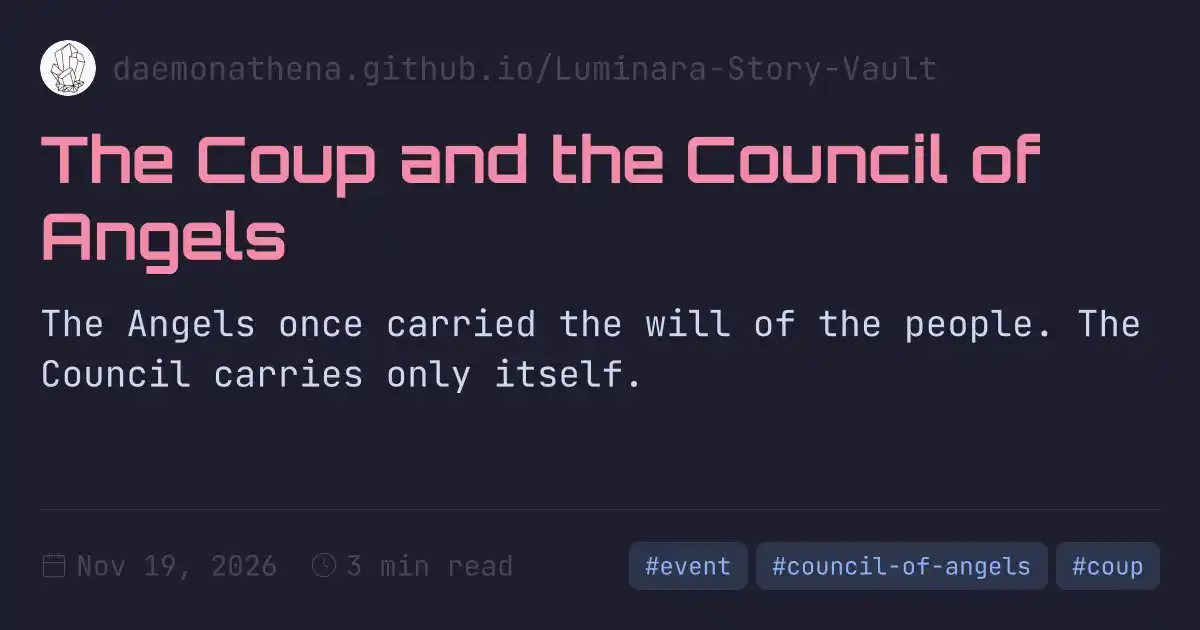 daemonathena.github.io/Luminara-Story-Vault
The Coup and the Council of
Angels
The Angels once carried the will of the people. The
Council carries only itself.
Nov 19, 2026 3 min read #event #council-of-angels #coup